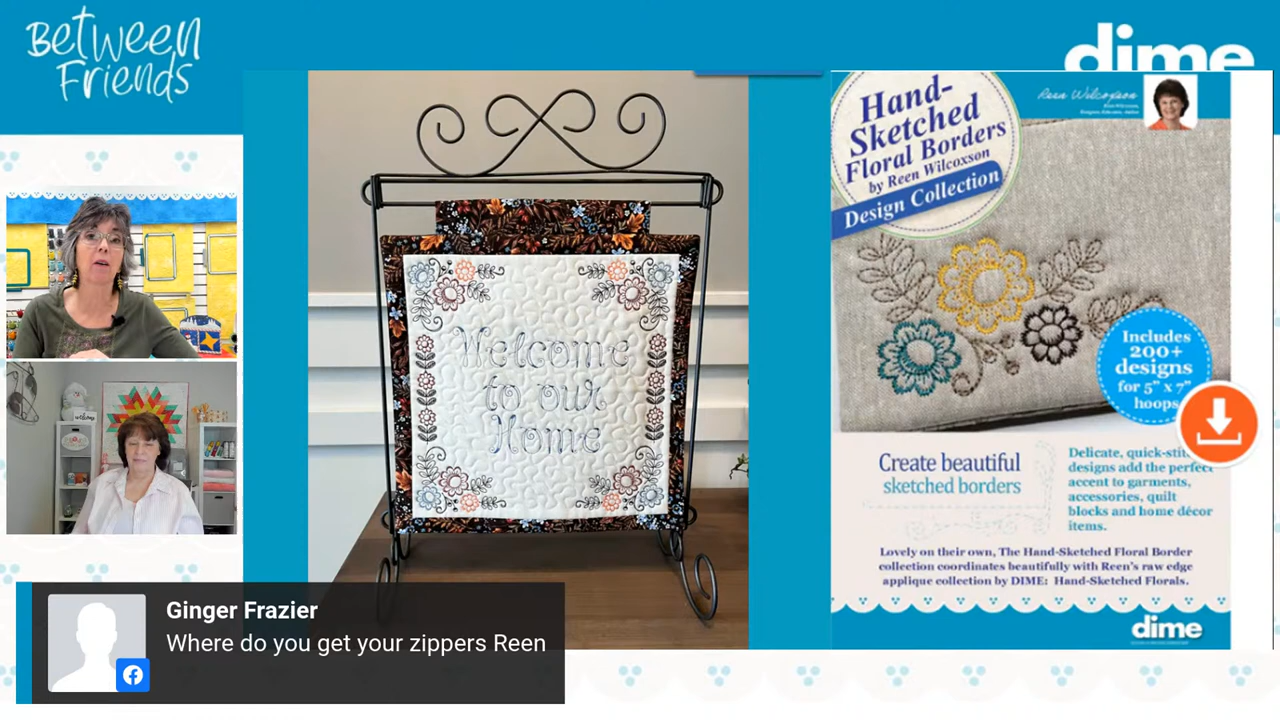 Between
Friends
dime
Welcome
to our
Home
Hand-
Sketched
Floral Borders
by Reen Wilcoxson
Design Collection
Reen Wilcoxson
Includes
200+
designs
for 5" x 7"
hoops
Create beautiful
sketched borders
Delicate, quick-stit
designs add the perfect
accent to garments,
accessories, quilt
blocks and home décor
items.
Lovely on their own, The Hand-Sketched Floral Border
collection coordinates beautifully with Reen's raw edge
applique collection by DIME: Hand-Sketched Florals.
dime
welcome
Ginger Frazier
Where do you get your zippers Reen